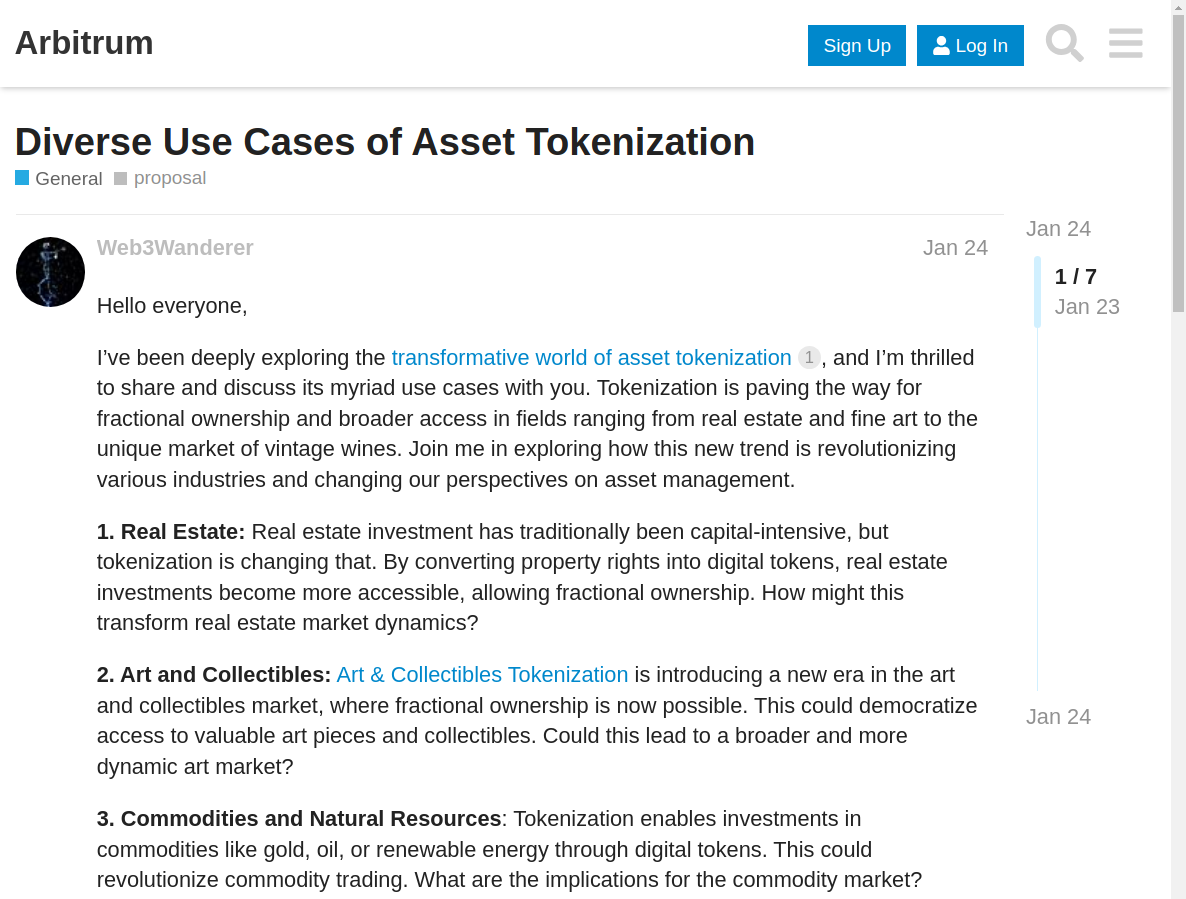 Arbitrum
Sign Up
Log In
Diverse Use Cases of Asset Tokenization
General proposal
Web3Wanderer
Jan 24
Jan 24
1 / 7
Jan 23
Jan 24
Hello everyone,
I’ve been deeply exploring the transformative world of asset tokenization 1, and I’m thrilled
to share and discuss its myriad use cases with you. Tokenization is paving the way for
fractional ownership and broader access in fields ranging from real estate and fine art to the
unique market of vintage wines. Join me in exploring how this new trend is revolutionizing
various industries and changing our perspectives on asset management.
1. Real Estate: Real estate investment has traditionally been capital-intensive, but
tokenization is changing that. By converting property rights into digital tokens, real estate
investments become more accessible, allowing fractional ownership. How might this
transform real estate market dynamics?
2. Art and Collectibles: Art & Collectibles Tokenization is introducing a new era in the art
and collectibles market, where fractional ownership is now possible. This could democratize
access to valuable art pieces and collectibles. Could this lead to a broader and more
dynamic art market?
3. Commodities and Natural Resources: Tokenization enables investments in
commodities like gold, oil, or renewable energy through digital tokens. This could
revolutionize commodity trading. What are the implications for the commodity market?